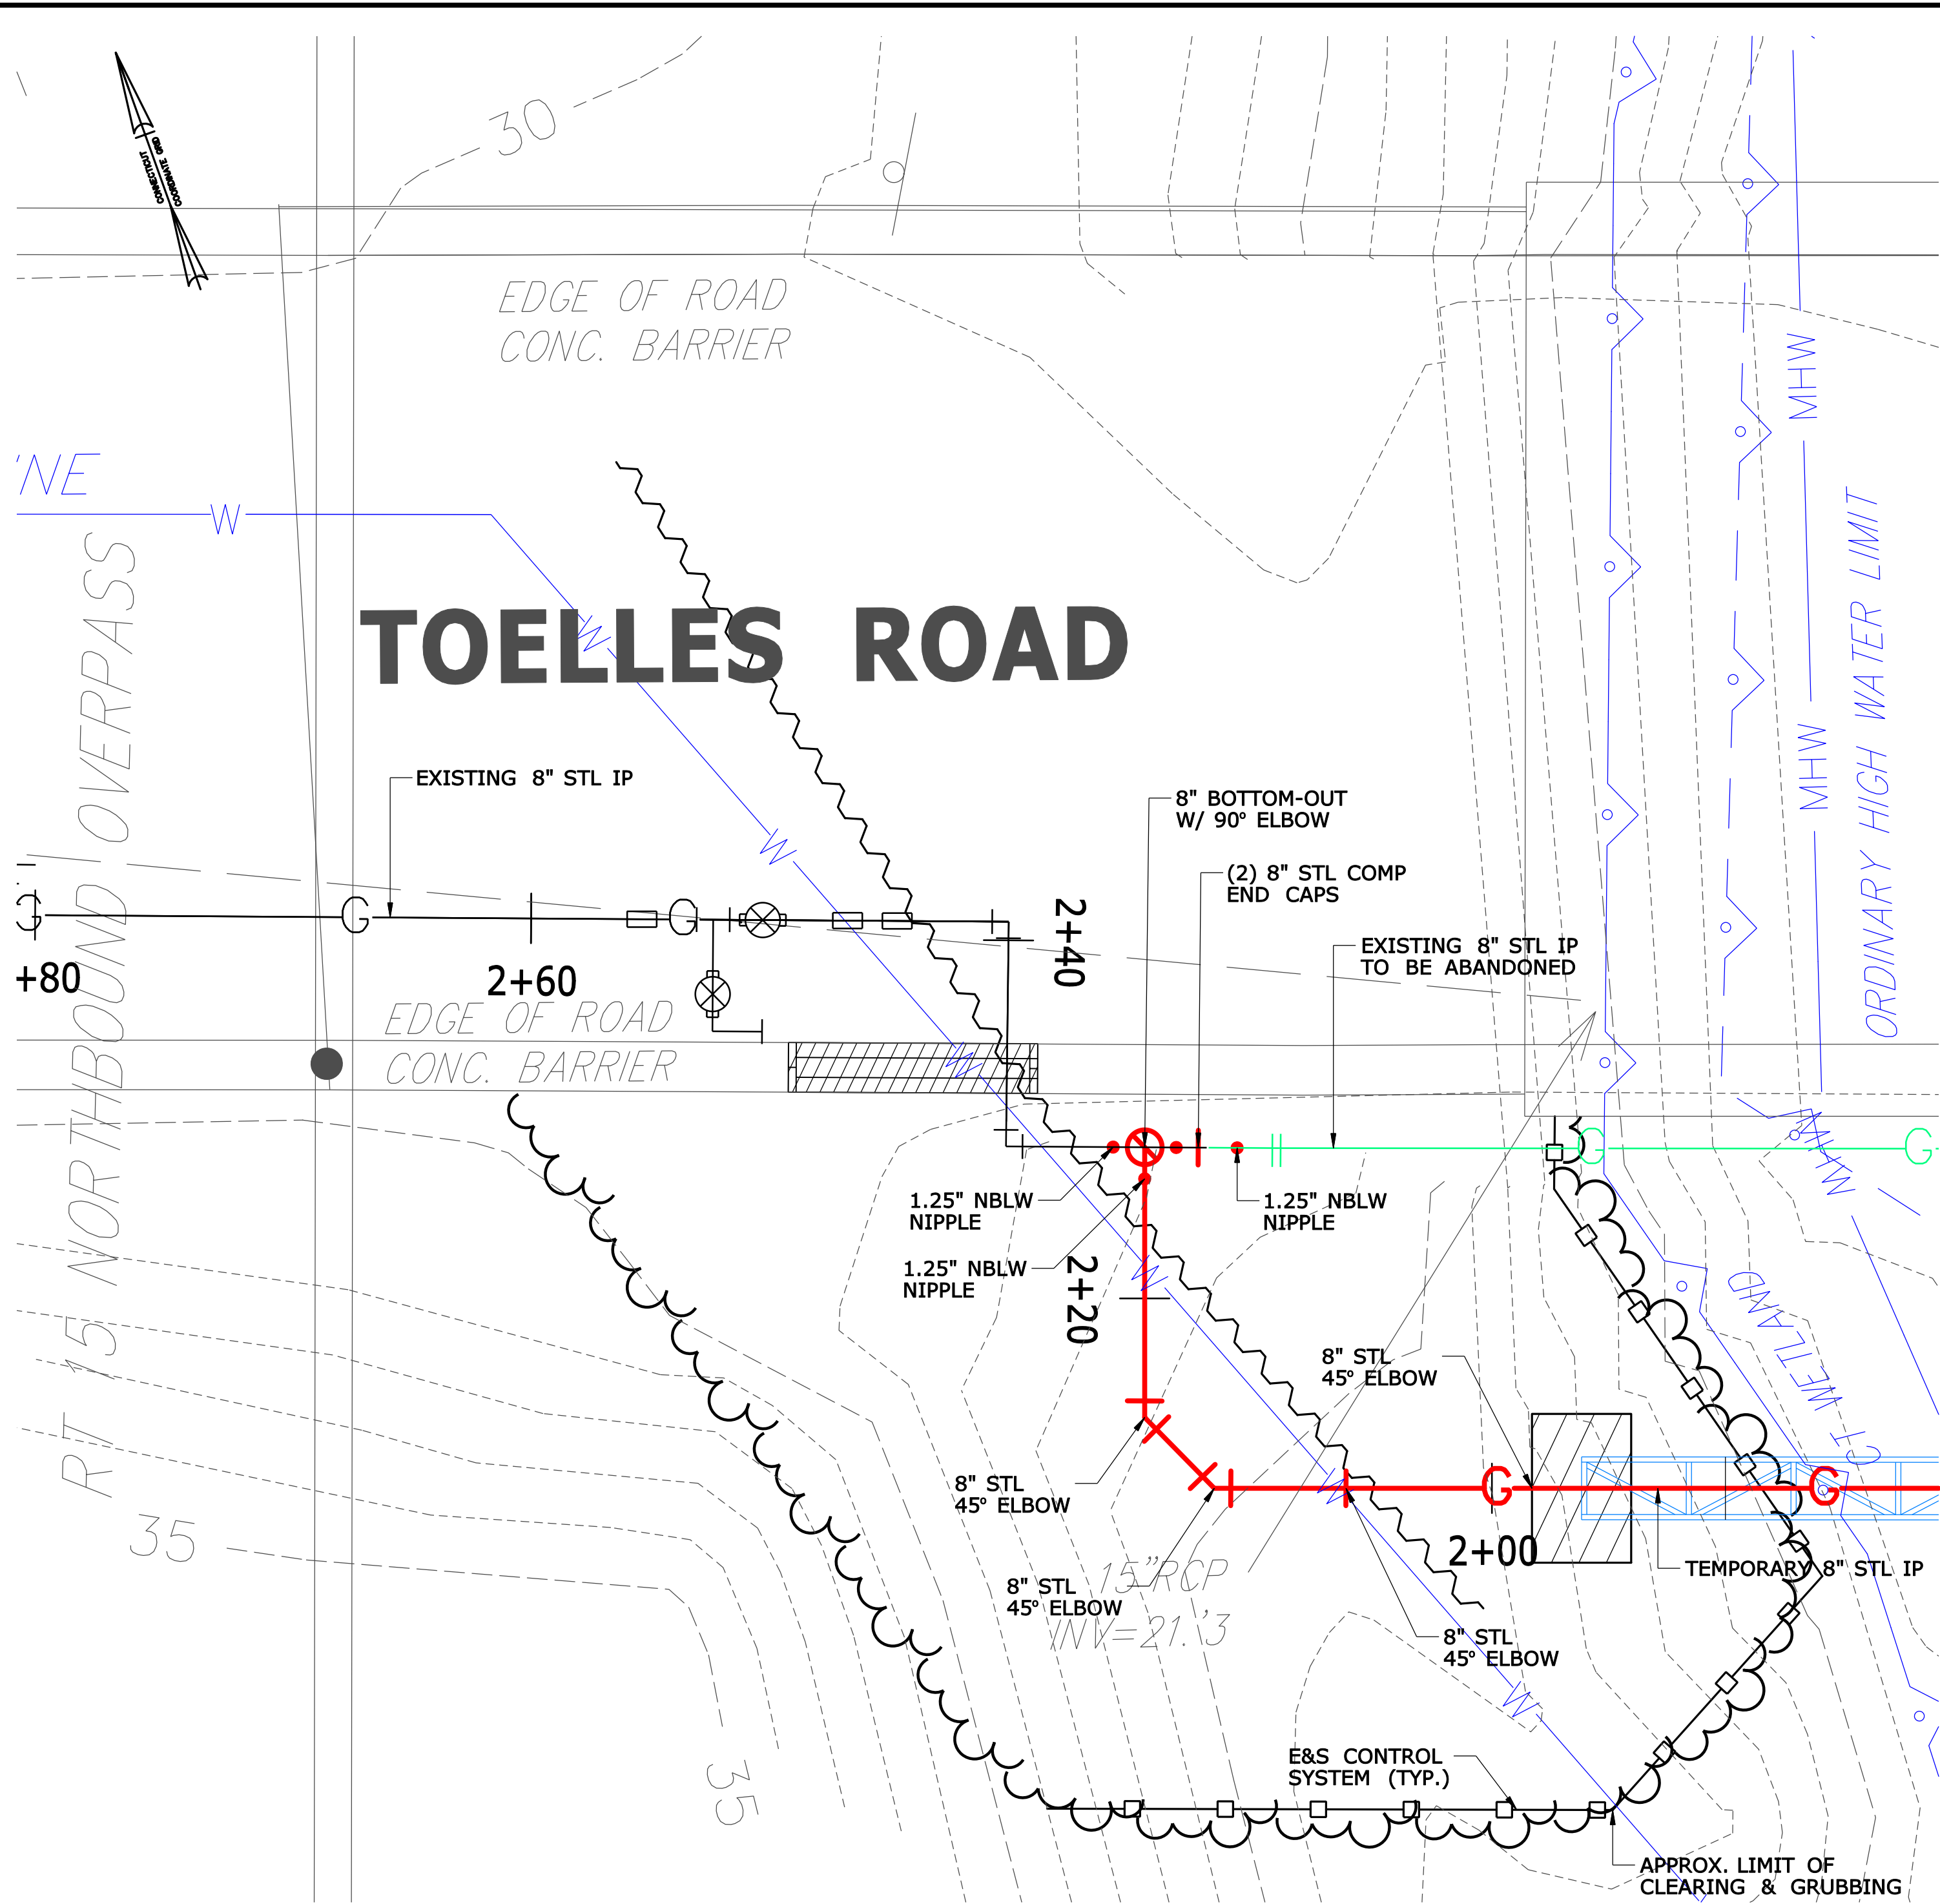 30
CONNECTICUT
COORDINATE GRID
EDGE OF ROAD
CONC. BARRIER
MHW
'NE
W
ORDINARY HIGH WATER LIMIT
RT 15 NORTHBOUND OVERPASS
W
TOELLES ROAD
MHW
EXISTING 8" STL IP
8" BOTTOM-OUT
W/ 90° ELBOW
W
(2) 8" STL COMP
END CAPS
G
G
G
2+40
EXISTING 8" STL IP
TO BE ABANDONED
+80
2+60
EDGE OF ROAD
CONC. BARRIER
W
G
G
MHW
1.25" NBLW
NIPPLE
1.25" NBLW
NIPPLE
1.25" NBLW
NIPPLE
W
2+20
CT WETLAND
8" STL
45° ELBOW
8" STL
45° ELBOW
W
G
G
35
2+00
15"RCP
INV=21.'3
TEMPORARY 8" STL IP
8" STL
45° ELBOW
8" STL
45° ELBOW
W
35
E&S CONTROL
SYSTEM (TYP.)
APPROX. LIMIT OF
CLEARING & GRUBBING